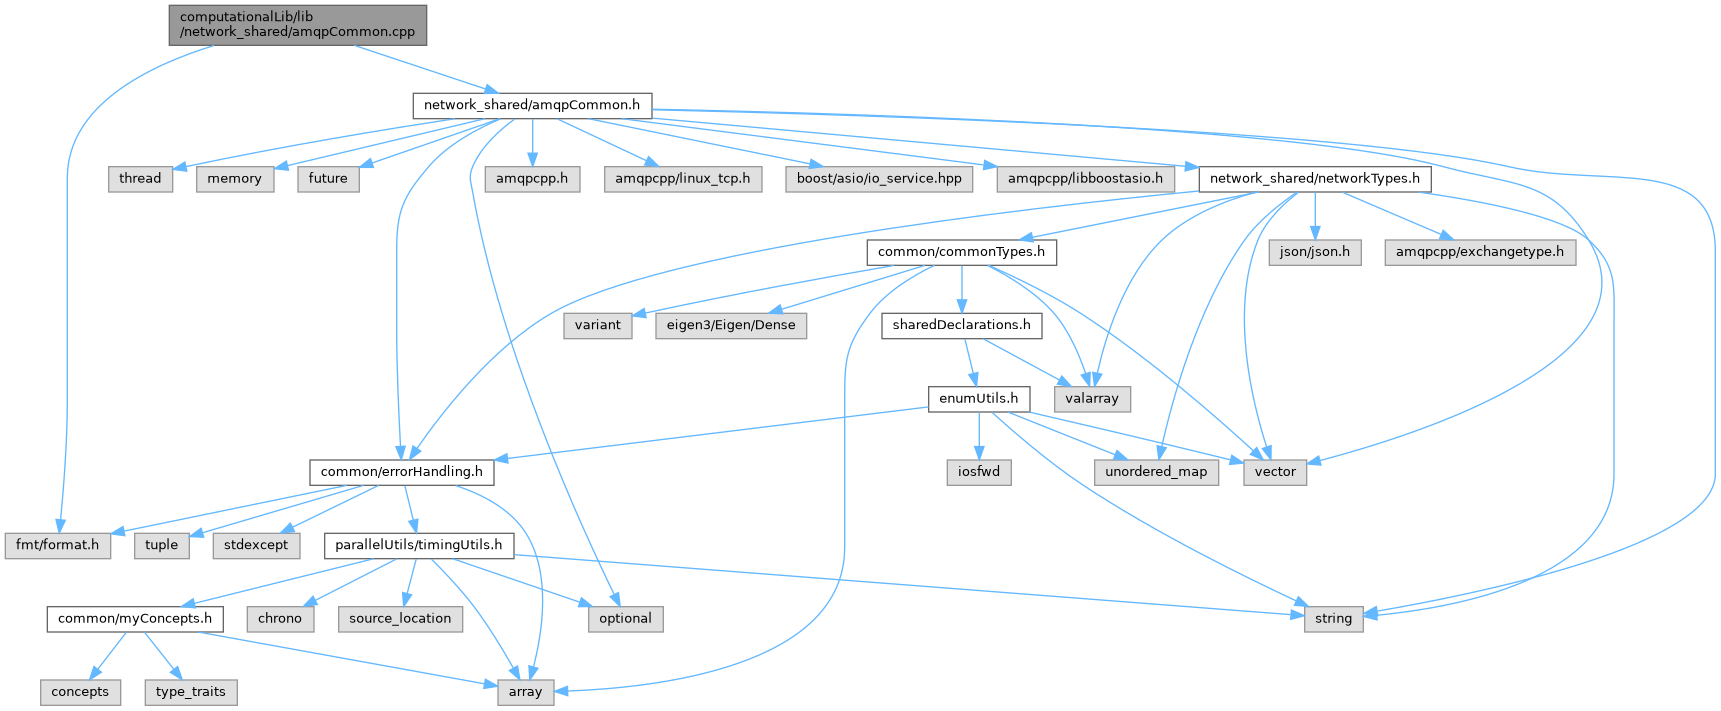 computationalLib/lib
/network_shared/amqpCommon.cpp
network_shared/amqpCommon.h
thread
memory
future
amqpcpp.h
amqpcpp/linux_tcp.h
boost/asio/io_service.hpp
amqpcpp/libboostasio.h
network_shared/networkTypes.h
common/commonTypes.h
json/json.h
amqpcpp/exchangetype.h
variant
eigen3/Eigen/Dense
sharedDeclarations.h
enumUtils.h
valarray
common/errorHandling.h
iosfwd
unordered_map
vector
fmt/format.h
tuple
stdexcept
parallelUtils/timingUtils.h
common/myConcepts.h
chrono
source_location
optional
string
concepts
type_traits
array